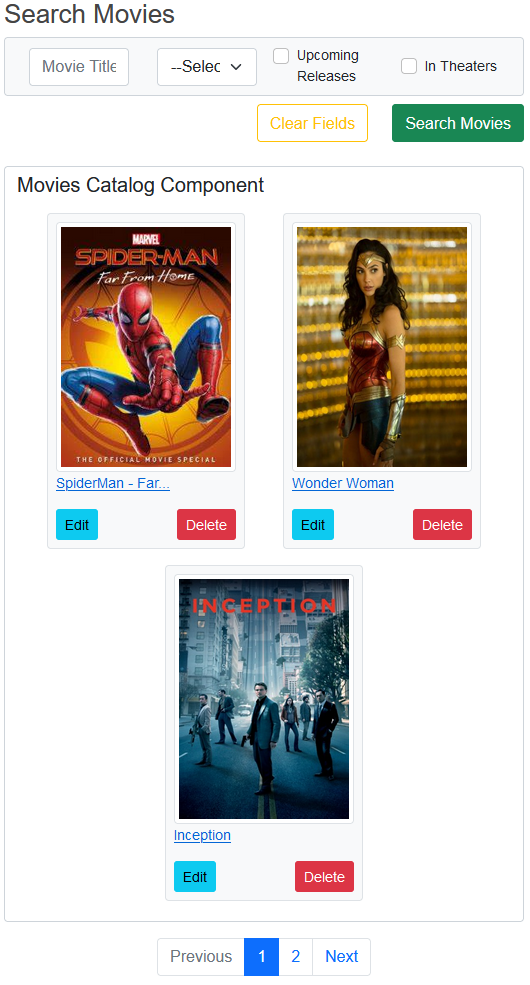 Search Movies
Movie Title
--Selec
Upcoming
Releases
In Theaters
Clear Fields
Search Movies
Movies Catalog Component
MARVEL
SPIDER-MAN
Far From Home
THE OFFICIAL MOVIE SPECIAL
SpiderMan - Far...
Edit
Delete
Wonder Woman
Edit
Delete
INCEPTION
Inception
Edit
Delete
Previous
1
2
Next